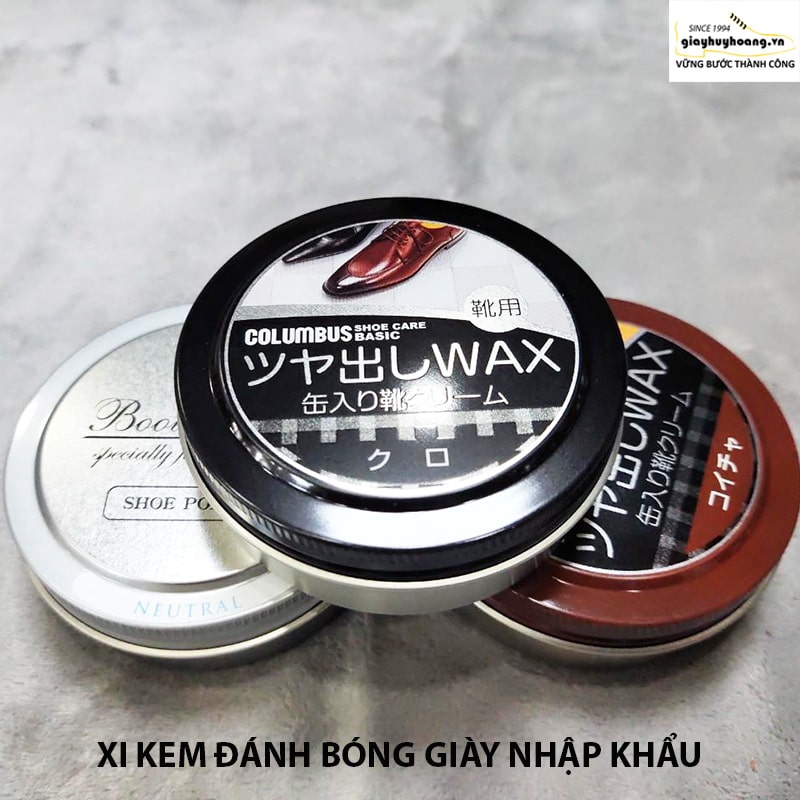 SINCE 1994
giayhuyhoang.vn
VỮNG BƯỚC THÀNH CÔNG
靴用
COLUMBUS SHOE CARE BASIC
ツヤ出しWAX
缶入り靴クリーム
クロ
specially
SHOE
NEUTRAL
ツヤ出しWAX
缶入り靴クリーム
コイチャ
XI KEM ĐÁNH BÓNG GIÀY NHẬP KHẨU